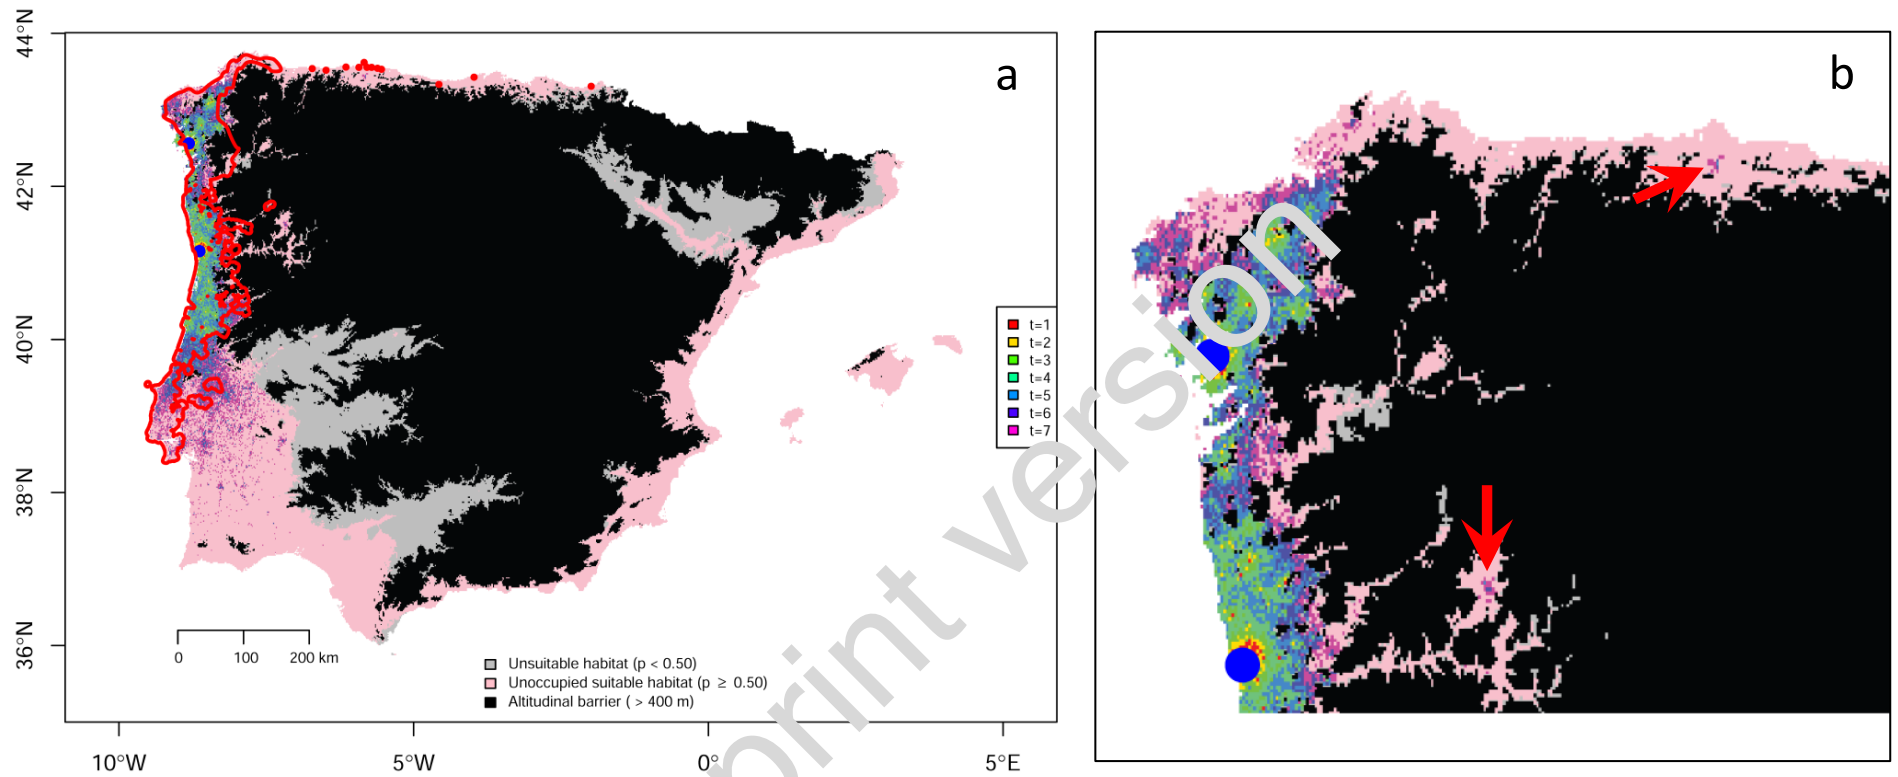 44°N
42°N
40°N
38°N
36°N
10°W
5°W
0°
5°E
a
t=1
t=2
t=3
t=4
t=5
t=6
t=7
0 100 200 km
Unsuitable habitat (p < 0.50)
Unoccupied suitable habitat (p ≥ 0.50)
Altitudinal barrier ( > 400 m)
b
print version